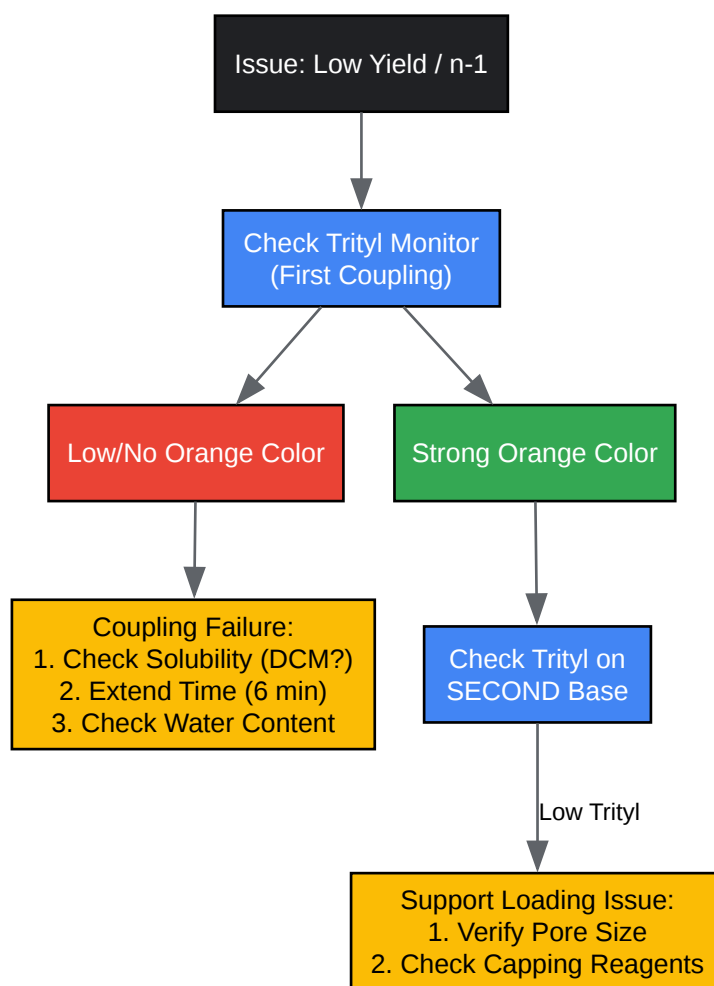 Issue: Low Yield / n-1
Check Trityl Monitor
(First Coupling)
Low/No Orange Color
Strong Orange Color
Coupling Failure:
1. Check Solubility (DCM?)
2. Extend Time (6 min)
3. Check Water Content
Check Trityl on
SECOND Base
Low Trityl
Support Loading Issue:
1. Verify Pore Size
2. Check Capping Reagents